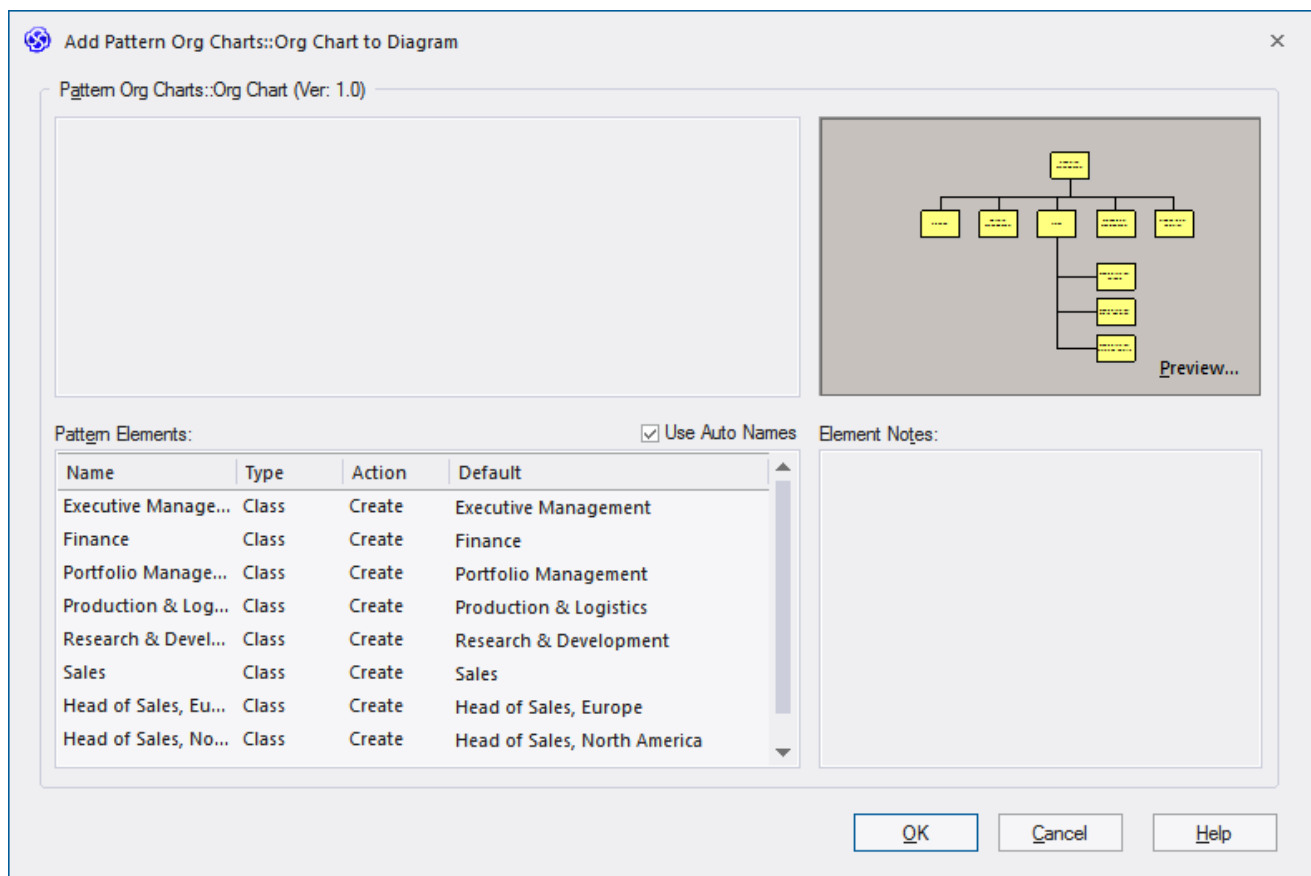 Add Pattern Org Charts::Org Chart to Diagram
Pattern Org Charts::Org Chart (Ver: 1.0)
Preview...
Pattern Elements:
Use Auto Names
Element Notes:
Name Type Action Default
Executive Manage... Class Create Executive Management
Finance Class Create Finance
Portfolio Manage... Class Create Portfolio Management
Production & Log... Class Create Production & Logistics
Research & Devel... Class Create Research & Development
Sales Class Create Sales
Head of Sales, Eu... Class Create Head of Sales, Europe
Head of Sales, No... Class Create Head of Sales, North America
OK
Cancel
Help